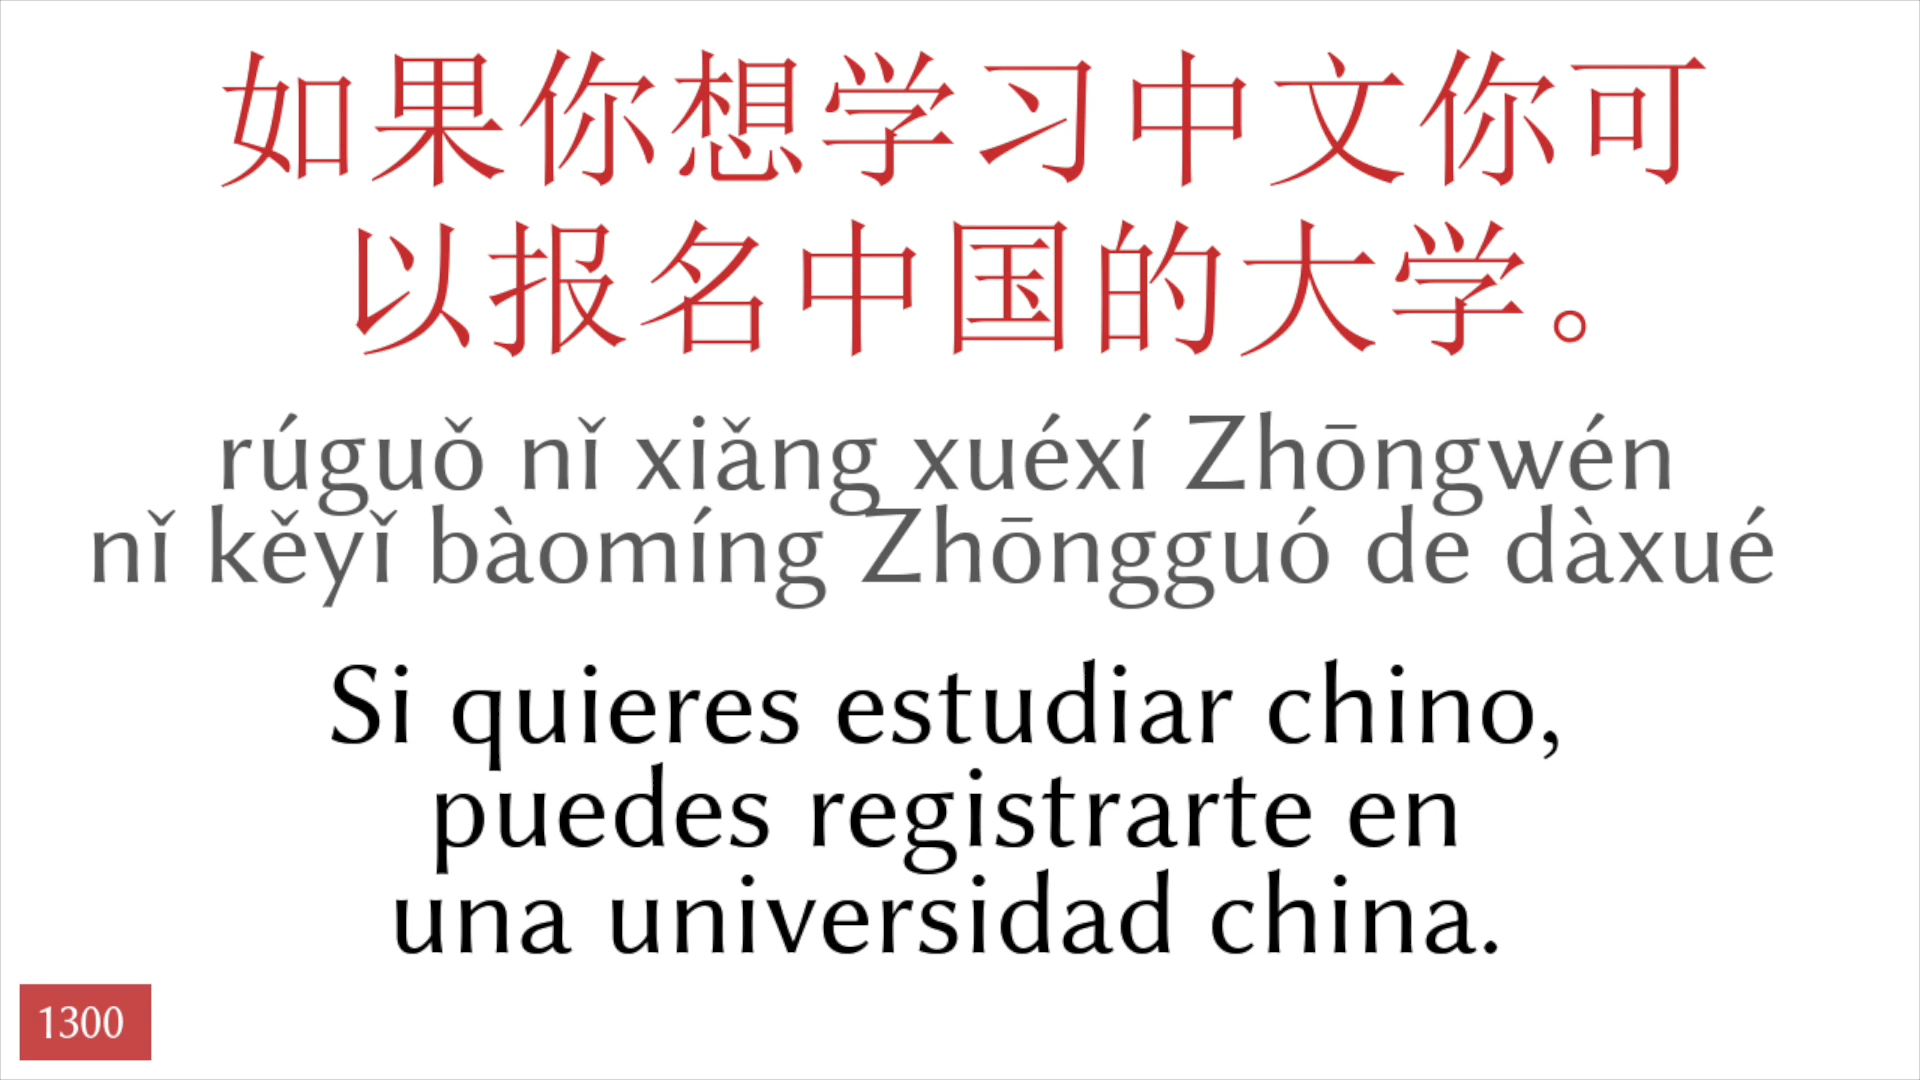 如果你想学习中文你可
以报名中国的大学。
rúguǒ nǐ xiǎng xuéxí Zhōngwén
nǐ kěyǐ bàomíng Zhōngguó de dàxué
Si quieres estudiar chino,
puedes registrarte en
una universidad china.
1300